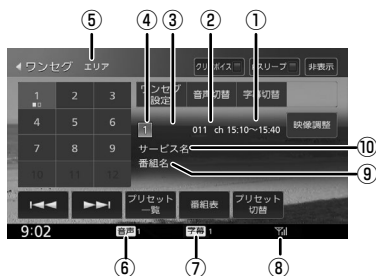 ⑤ ④ ③ ② ①
ワンセグ エリア クリアボイス スリープ 非表示
1 2 3 ワンセグ設定 音声切替 字幕切替
4 5 6 1 011 ch 15:10～15:40 映像調整
サービス名 ⑩
7 8 9 番組名 ⑨
10 11 12
プリセット一覧 番組表 プリセット切替
9:02 音声 1 字幕 1
⑥ ⑦ ⑧